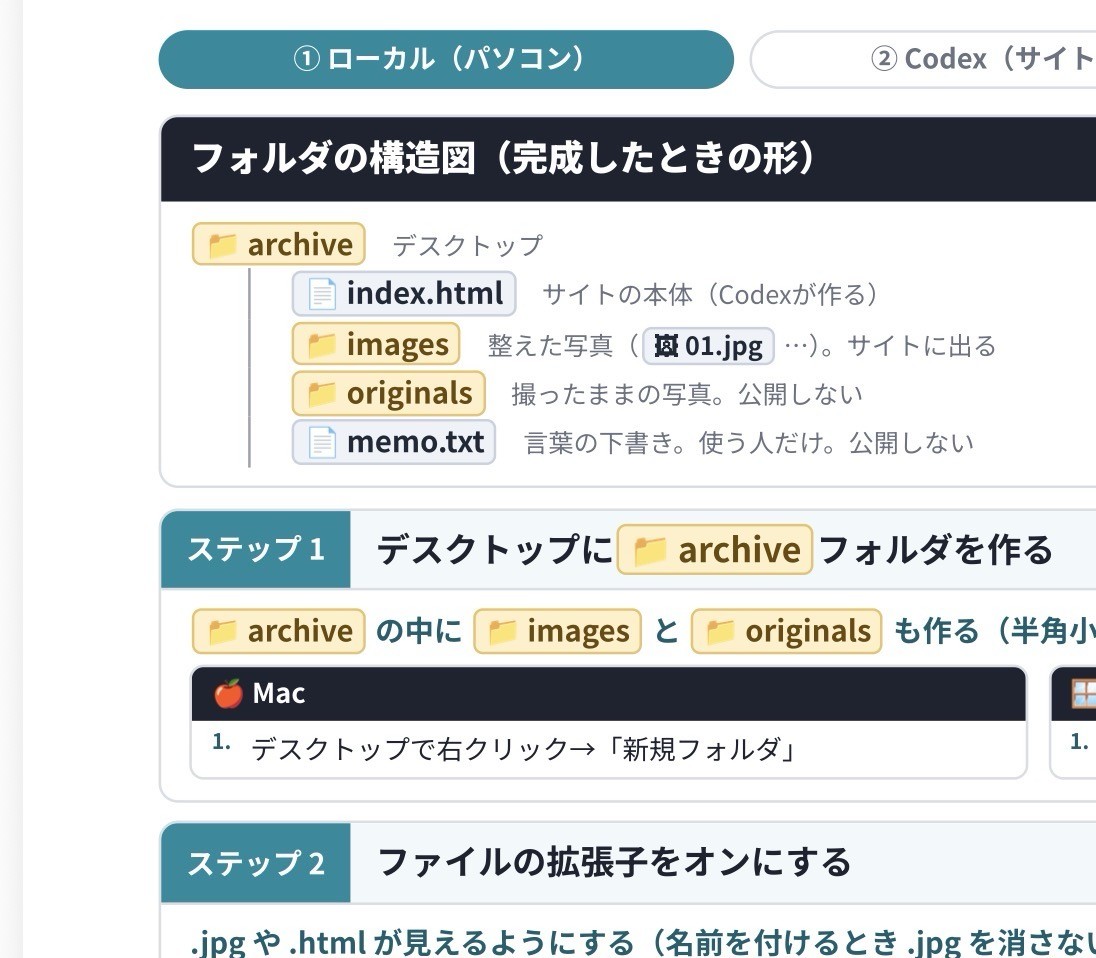 ① ローカル（パソコン）
② Codex（サイト
フォルダの構造図（完成したときの形）
📁 archive デスクトップ
📄 index.html サイトの本体（Codexが作る）
📁 images 整えた写真（🖼 01.jpg …）。サイトに出る
📁 originals 撮ったままの写真。公開しない
📄 memo.txt 言葉の下書き。使う人だけ。公開しない
ステップ 1 デスクトップに 📁 archive フォルダを作る
📁 archive の中に 📁 images と 📁 originals も作る（半角小
🍎 Mac
1. デスクトップで右クリック→「新規フォルダ」
1.
ステップ 2 ファイルの拡張子をオンにする
.jpg や .html が見えるようにする（名前を付けるとき .jpg を消さない